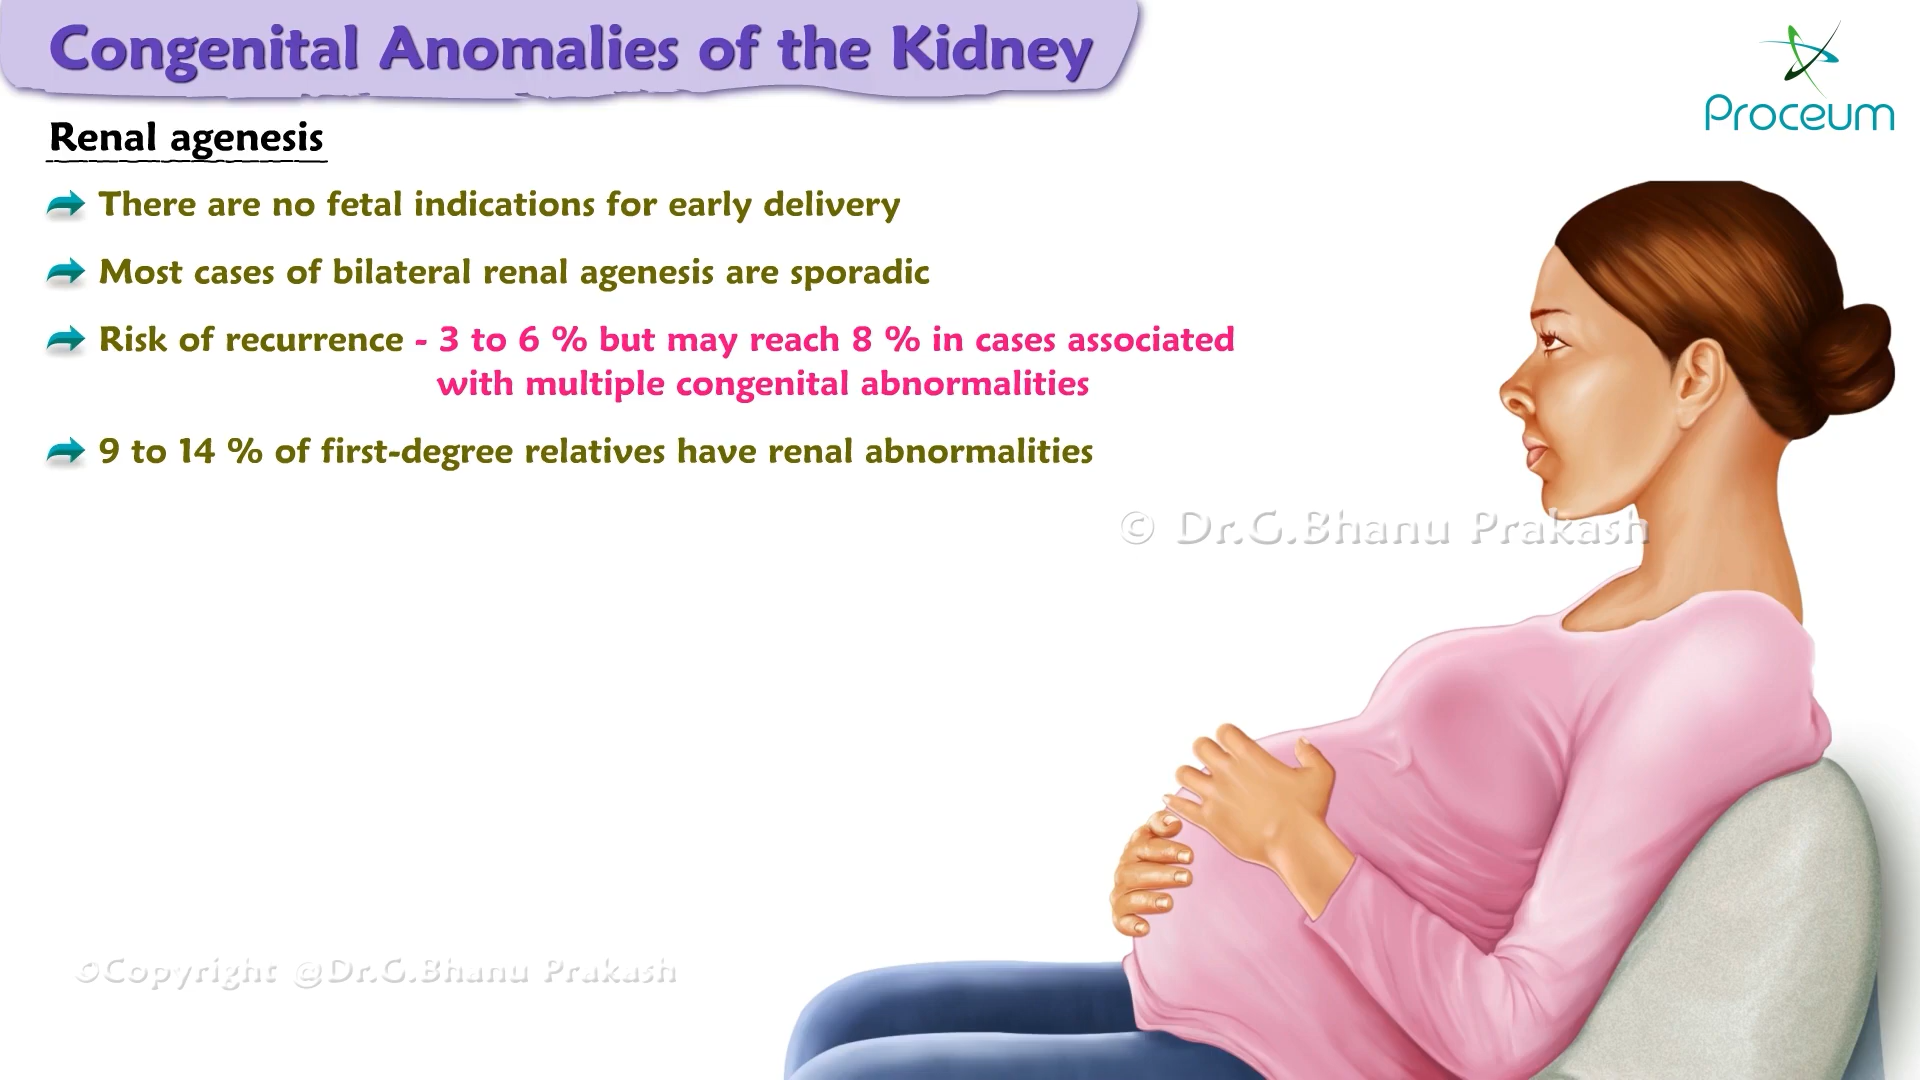 Congenital Anomalies of the Kidney
Proceum
Renal agenesis
There are no fetal indications for early delivery
Most cases of bilateral renal agenesis are sporadic
Risk of recurrence - 3 to 6 % but may reach 8 % in cases associated
with multiple congenital abnormalities
9 to 14 % of first-degree relatives have renal abnormalities
© Dr.G.Bhanu Prakash
©Copyright @Dr.G.Bhanu Prakash